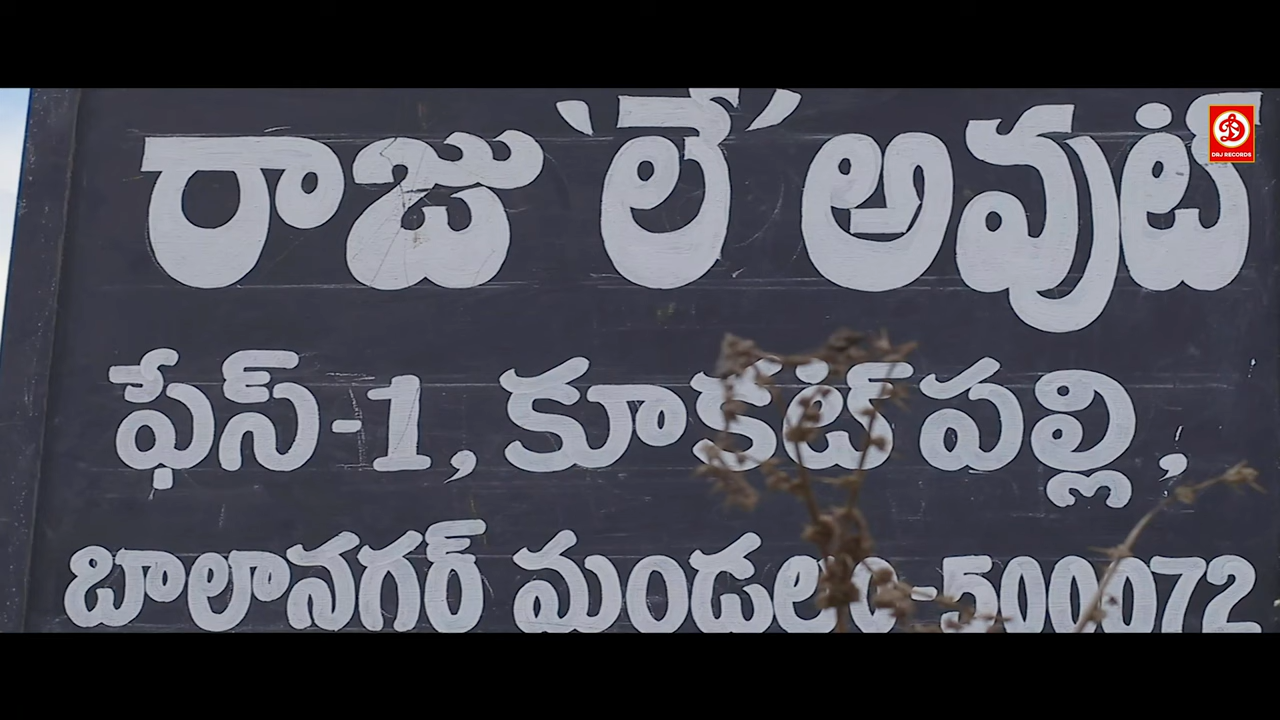 రాజు 'లే' అవుట్
ఫేస్-1, కూకట్ పల్లి,
బాలానగర్ మండలం-500072
DRJ RECORDS